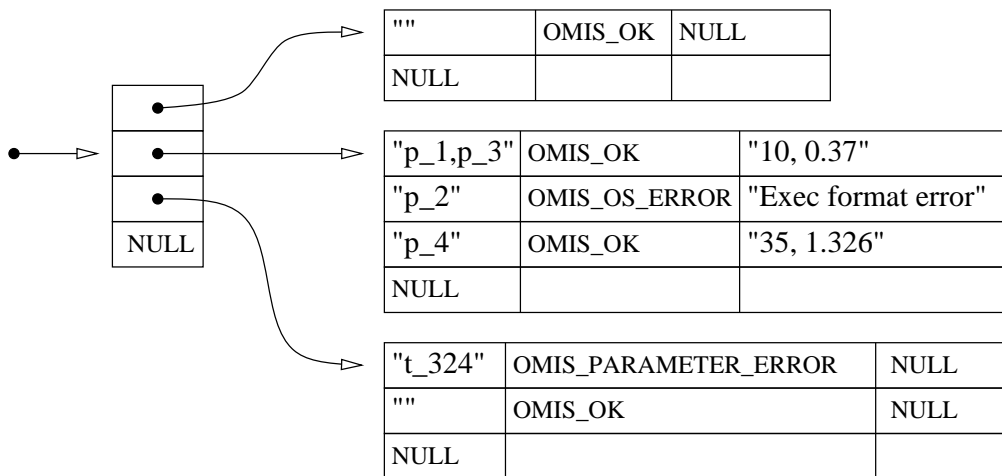 "" OMIS_OK NULL
NULL
"p_1,p_3" OMIS_OK "10, 0.37"
"p_2" OMIS_OS_ERROR "Exec format error"
"p_4" OMIS_OK "35, 1.326"
NULL
NULL
"t_324" OMIS_PARAMETER_ERROR NULL
"" OMIS_OK NULL
NULL